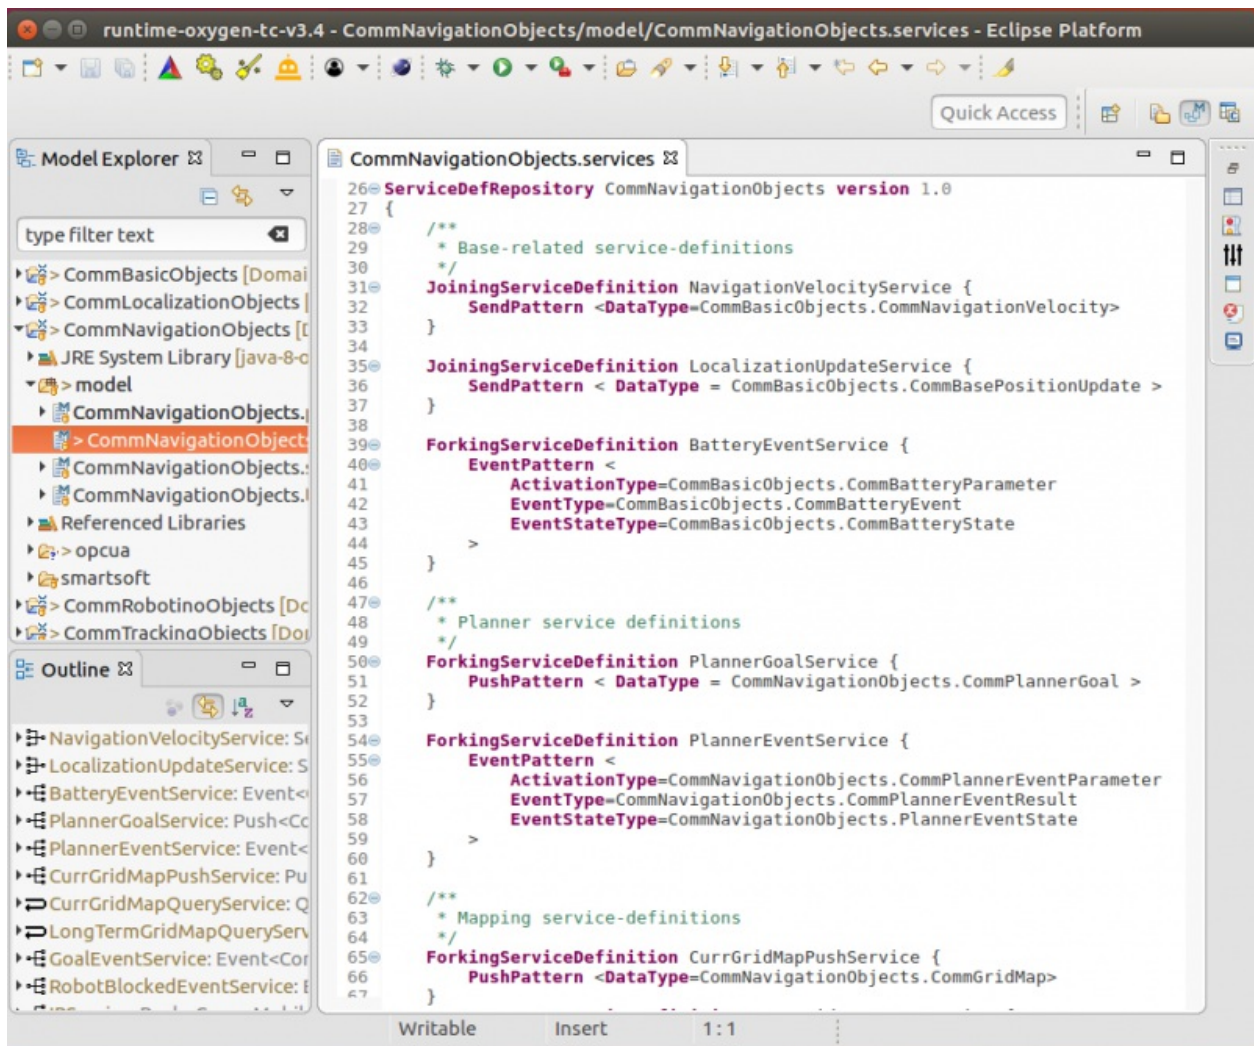 runtime-oxygen-tc-v3.4 - CommNavigationObjects/model/CommNavigationObjects.services - Eclipse Platform
Quick Access
Model Explorer
type filter text
> CommBasicObjects [Domai
> CommLocalizationObjects [
> CommNavigationObjects [D
JRE System Library [java-8-o
> model
CommNavigationObjects.p
> CommNavigationObjects
CommNavigationObjects.s
CommNavigationObjects.
Referenced Libraries
> opcua
smartsoft
> CommRobotinoObjects [Do
> CommTrackingObjects [Do
Outline
NavigationVelocityService: Se
LocalizationUpdateService: S
BatteryEventService: Event<
PlannerGoalService: Push<Co
PlannerEventService: Event<
CurrGridMapPushService: Pu
CurrGridMapQueryService: Q
LongTermGridMapQueryServ
GoalEventService: Event<Con
RobotBlockedEventService: E
CommNavigationObjects.services
26 ServiceDefRepository CommNavigationObjects version 1.0
27 {
28 /**
29 * Base-related service-definitions
30 */
31 JoiningServiceDefinition NavigationVelocityService {
32 SendPattern <DataType=CommBasicObjects.CommNavigationVelocity>
33 }
34
35 JoiningServiceDefinition LocalizationUpdateService {
36 SendPattern < DataType = CommBasicObjects.CommBasePositionUpdate >
37 }
38
39 ForkingServiceDefinition BatteryEventService {
40 EventPattern <
41 ActivationType=CommBasicObjects.CommBatteryParameter
42 EventType=CommBasicObjects.CommBatteryEvent
43 EventStateType=CommBasicObjects.CommBatteryState
44 >
45 }
46
47 /**
48 * Planner service definitions
49 */
50 ForkingServiceDefinition PlannerGoalService {
51 PushPattern < DataType = CommNavigationObjects.CommPlannerGoal >
52 }
53
54 ForkingServiceDefinition PlannerEventService {
55 EventPattern <
56 ActivationType=CommNavigationObjects.CommPlannerEventParameter
57 EventType=CommNavigationObjects.CommPlannerEventResult
58 EventStateType=CommNavigationObjects.PlannerEventState
59 >
60 }
61
62 /**
63 * Mapping service-definitions
64 */
65 ForkingServiceDefinition CurrGridMapPushService {
66 PushPattern <DataType=CommNavigationObjects.CommGridMap>
67 }
Writable Insert 1 : 1